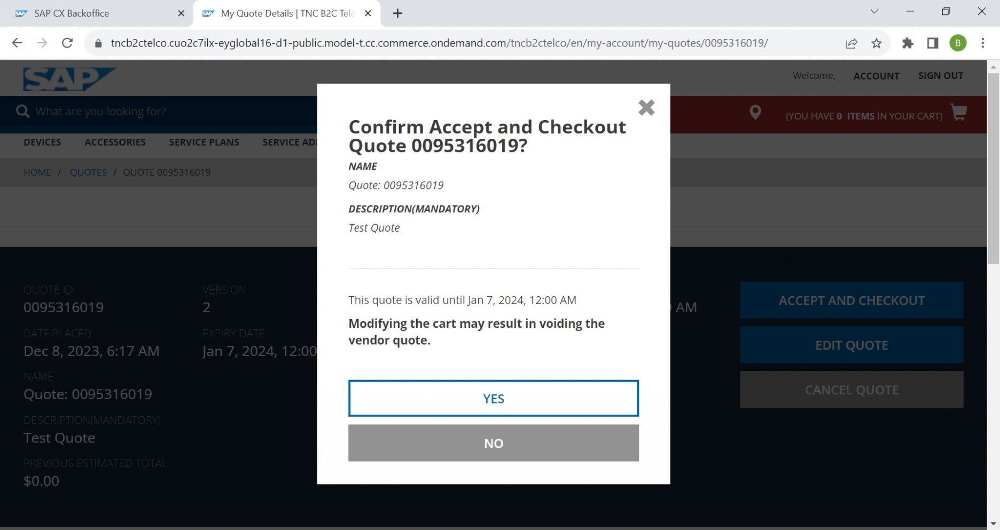 SAP SAP CX Backoffice
SAP My Quote Details | TNC B2C Telc
tncb2ctelco.cuo2c7ilx-eyglobal16-d1-public.model-t.cc.commerce.ondemand.com/tncb2ctelco/en/my-account/my-quotes/0095316019/
B
SAP
Welcome,
ACCOUNT
SIGN OUT
What are you looking for?
(YOU HAVE 0 ITEMS IN YOUR CART)
DEVICES
ACCESSORIES
SERVICE PLANS
SERVICE AD
HOME / QUOTES / QUOTE 0095316019
Confirm Accept and Checkout
Quote 0095316019?
NAME
Quote: 0095316019
DESCRIPTION(MANDATORY)
Test Quote
This quote is valid until Jan 7, 2024, 12:00 AM
Modifying the cart may result in voiding the
vendor quote.
YES
NO
QUOTE ID
0095316019
VERSION
2
DATE PLACED
Dec 8, 2023, 6:17 AM
EXPIRY DATE
Jan 7, 2024, 12:00
NAME
Quote: 0095316019
DESCRIPTION(MANDATORY)
Test Quote
PREVIOUS ESTIMATED TOTAL
$0.00
AM
ACCEPT AND CHECKOUT
EDIT QUOTE
CANCEL QUOTE